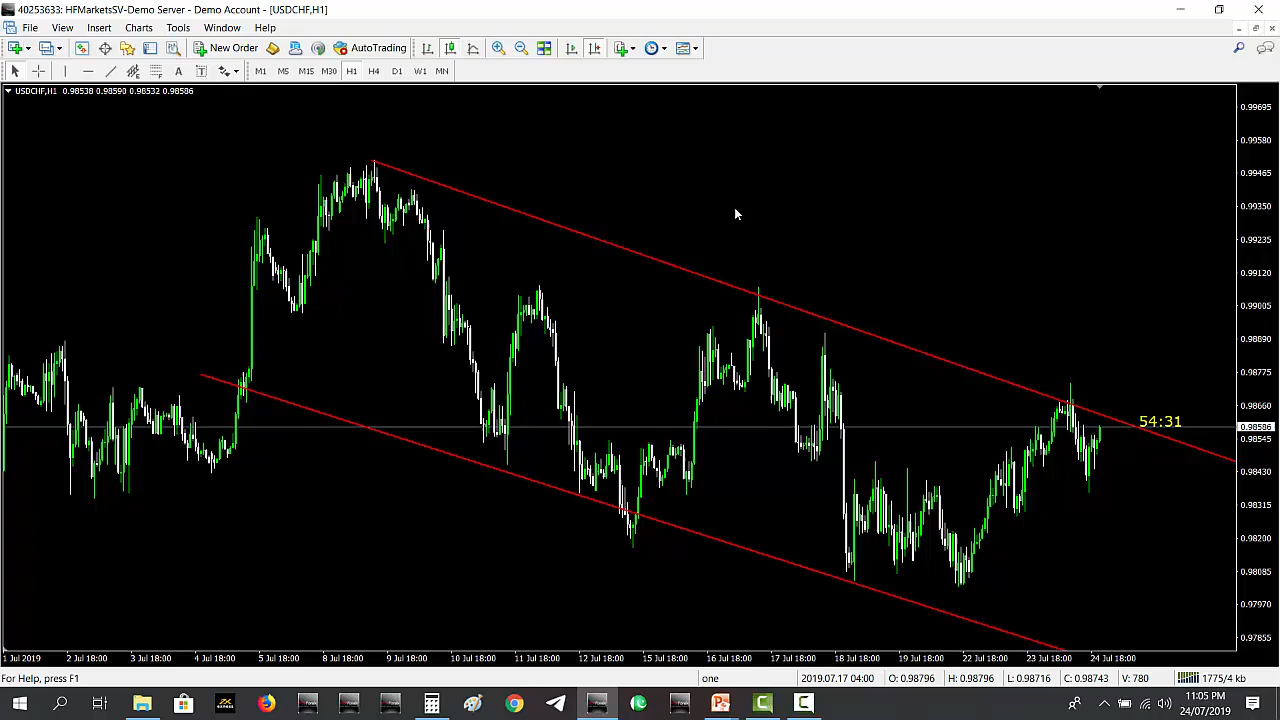 40253633: HFMarketsSV-Demo Server - Demo Account - [USDCHF,H1]
File View Insert Charts Tools Window Help
New Order AutoTrading
A T M1 M5 M15 M30 H1 H4 D1 W1 MN
USDCHF,H1 0.98538 0.98590 0.98532 0.98586
0.99695
0.99580
0.99465
0.99350
0.99235
0.99120
0.99005
0.98890
0.98775
0.98660
54:31
0.98586
0.98545
0.98430
0.98315
0.98200
0.98085
0.97970
0.97855
1 Jul 2019 2 Jul 18:00 3 Jul 18:00 4 Jul 18:00 5 Jul 18:00 8 Jul 18:00 9 Jul 18:00 10 Jul 18:00 11 Jul 18:00 12 Jul 18:00 15 Jul 18:00 16 Jul 18:00 17 Jul 18:00 18 Jul 18:00 19 Jul 18:00 22 Jul 18:00 23 Jul 18:00 24 Jul 18:00
For Help, press F1 one 2019.07.17 04:00 O: 0.98796 H: 0.98796 L: 0.98716 C: 0.98743 V: 780 1775/4 kb
11:05 PM
24/07/2019